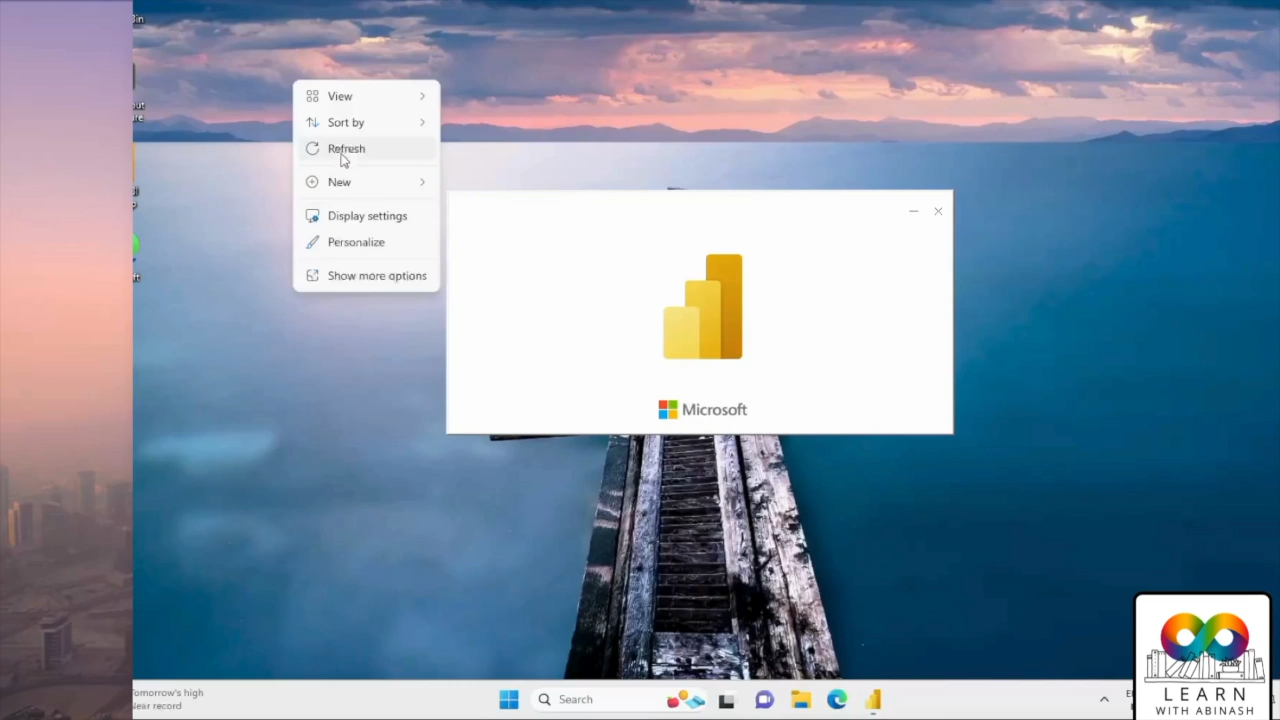 View
Sort by
Refresh
New
Display settings
Personalize
Show more options
Microsoft
Tomorrow's high
Near record
Search
LEARN
WITH ABINASH